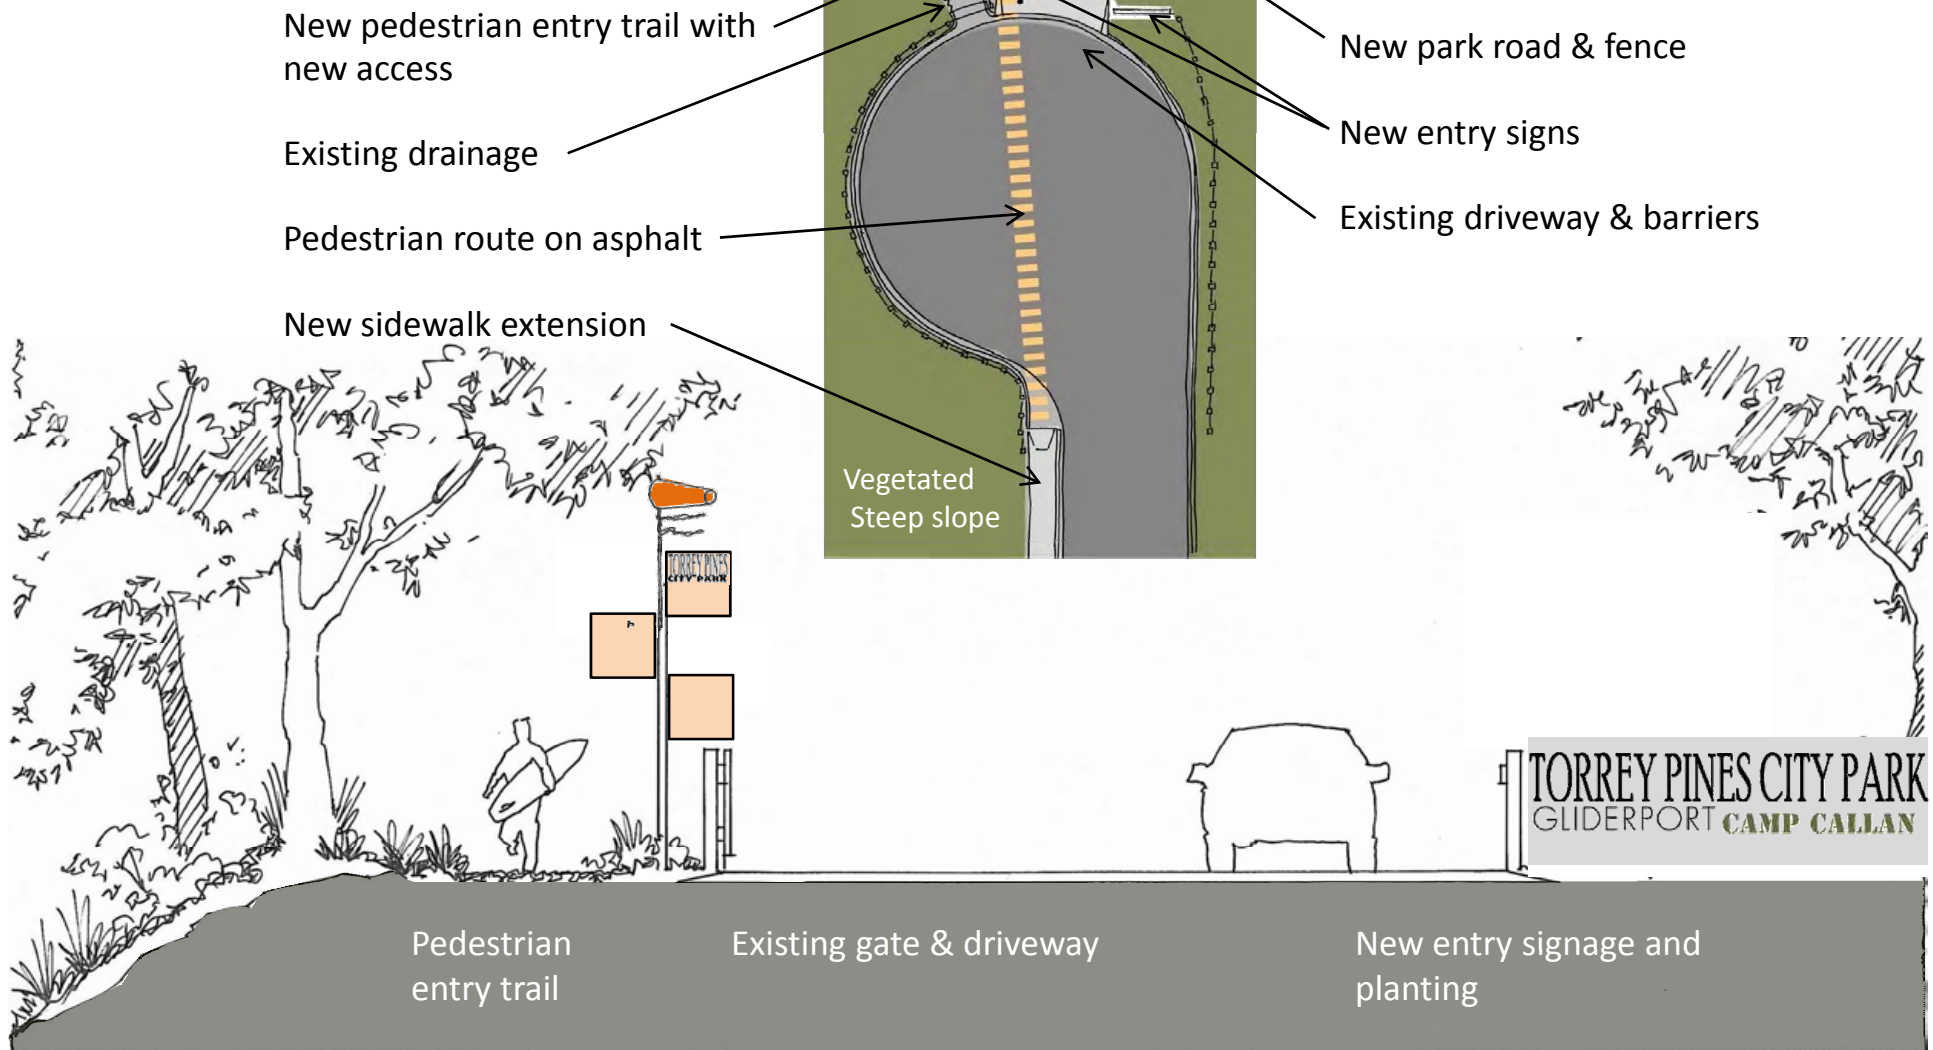 New pedestrian entry trail with
new access
Existing drainage
Pedestrian route on asphalt
New sidewalk extension
New park road & fence
New entry signs
Existing driveway & barriers
Vegetated
Steep slope
TORREY PINES
CITY PARK
TORREY PINES CITY PARK
GLIDERPORT CAMP CALLAN
Pedestrian
entry trail
Existing gate & driveway
New entry signage and
planting